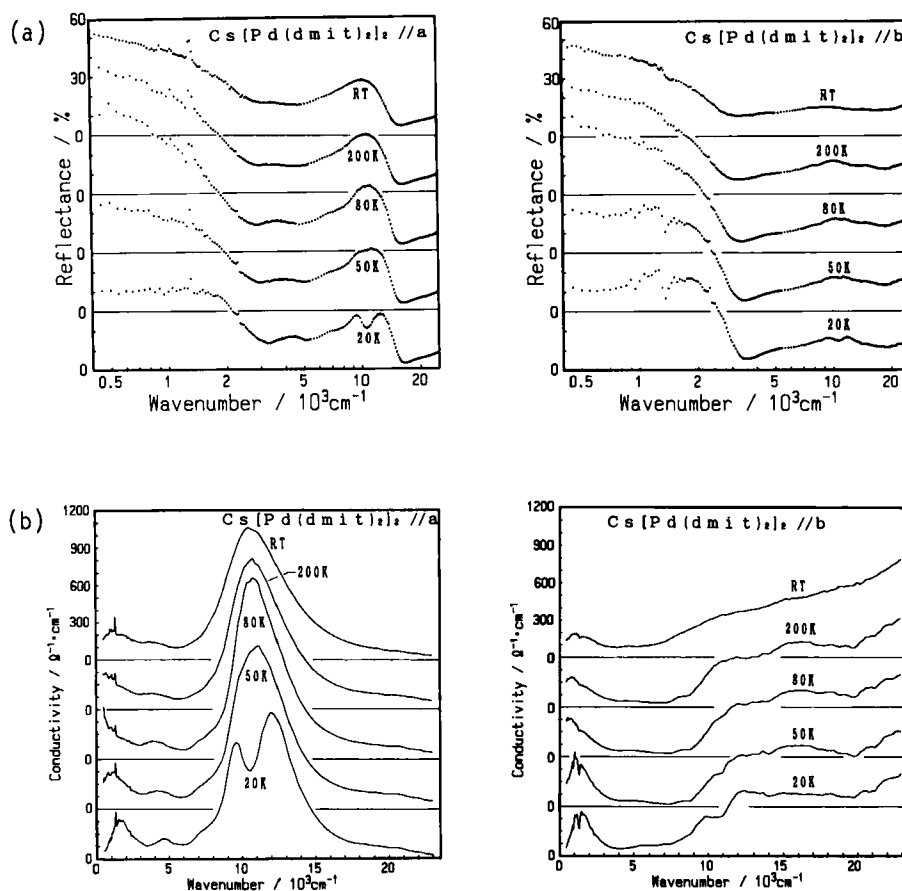 (a)
Cs[Pd(dmit)₂]₂ //a
Reflectance / %
60
30
0
0
0
0
0
RT
200K
80K
50K
20K
0.5 1 2 5 10 20
Wavenumber / 10³cm⁻¹
Cs[Pd(dmit)₂]₂ //b
Reflectance / %
60
30
0
0
0
0
0
RT
200K
80K
50K
20K
0.5 1 2 5 10 20
Wavenumber / 10³cm⁻¹
(b)
Cs[Pd(dmit)₂]₂ //a
Conductivity / Ω⁻¹·cm⁻¹
1200
900
600
300
0
0
0
0
0
RT
200K
80K
50K
20K
0 5 10 15 20
Wavenumber / 10³cm⁻¹
Cs[Pd(dmit)₂]₂ //b
Conductivity / Ω⁻¹·cm⁻¹
1200
900
600
300
0
0
0
0
0
RT
200K
80K
50K
20K
0 5 10 15 20
Wavenumber / 10³cm⁻¹